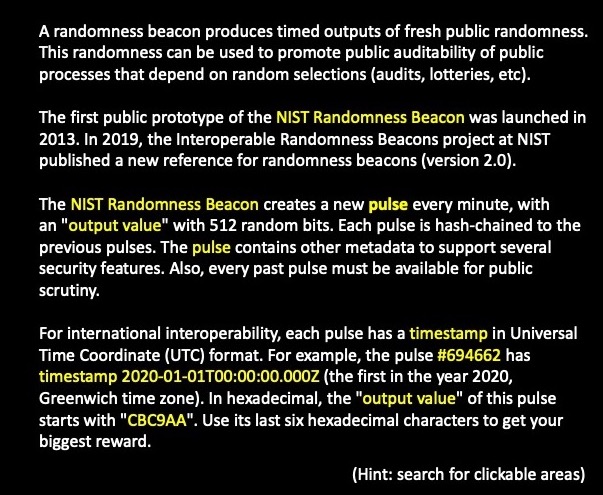 A randomness beacon produces timed outputs of fresh public randomness.
This randomness can be used to promote public auditability of public
processes that depend on random selections (audits, lotteries, etc).
The first public prototype of the NIST Randomness Beacon was launched in
2013. In 2019, the Interoperable Randomness Beacons project at NIST
published a new reference for randomness beacons (version 2.0).
The NIST Randomness Beacon creates a new pulse every minute, with
an "output value" with 512 random bits. Each pulse is hash-chained to the
previous pulses. The pulse contains other metadata to support several
security features. Also, every past pulse must be available for public
scrutiny.
For international interoperability, each pulse has a timestamp in Universal
Time Coordinate (UTC) format. For example, the pulse #694662 has
timestamp 2020-01-01T00:00:00.000Z (the first in the year 2020,
Greenwich time zone). In hexadecimal, the "output value" of this pulse
starts with "CBC9AA". Use its last six hexadecimal characters to get your
biggest reward.
(Hint: search for clickable areas)